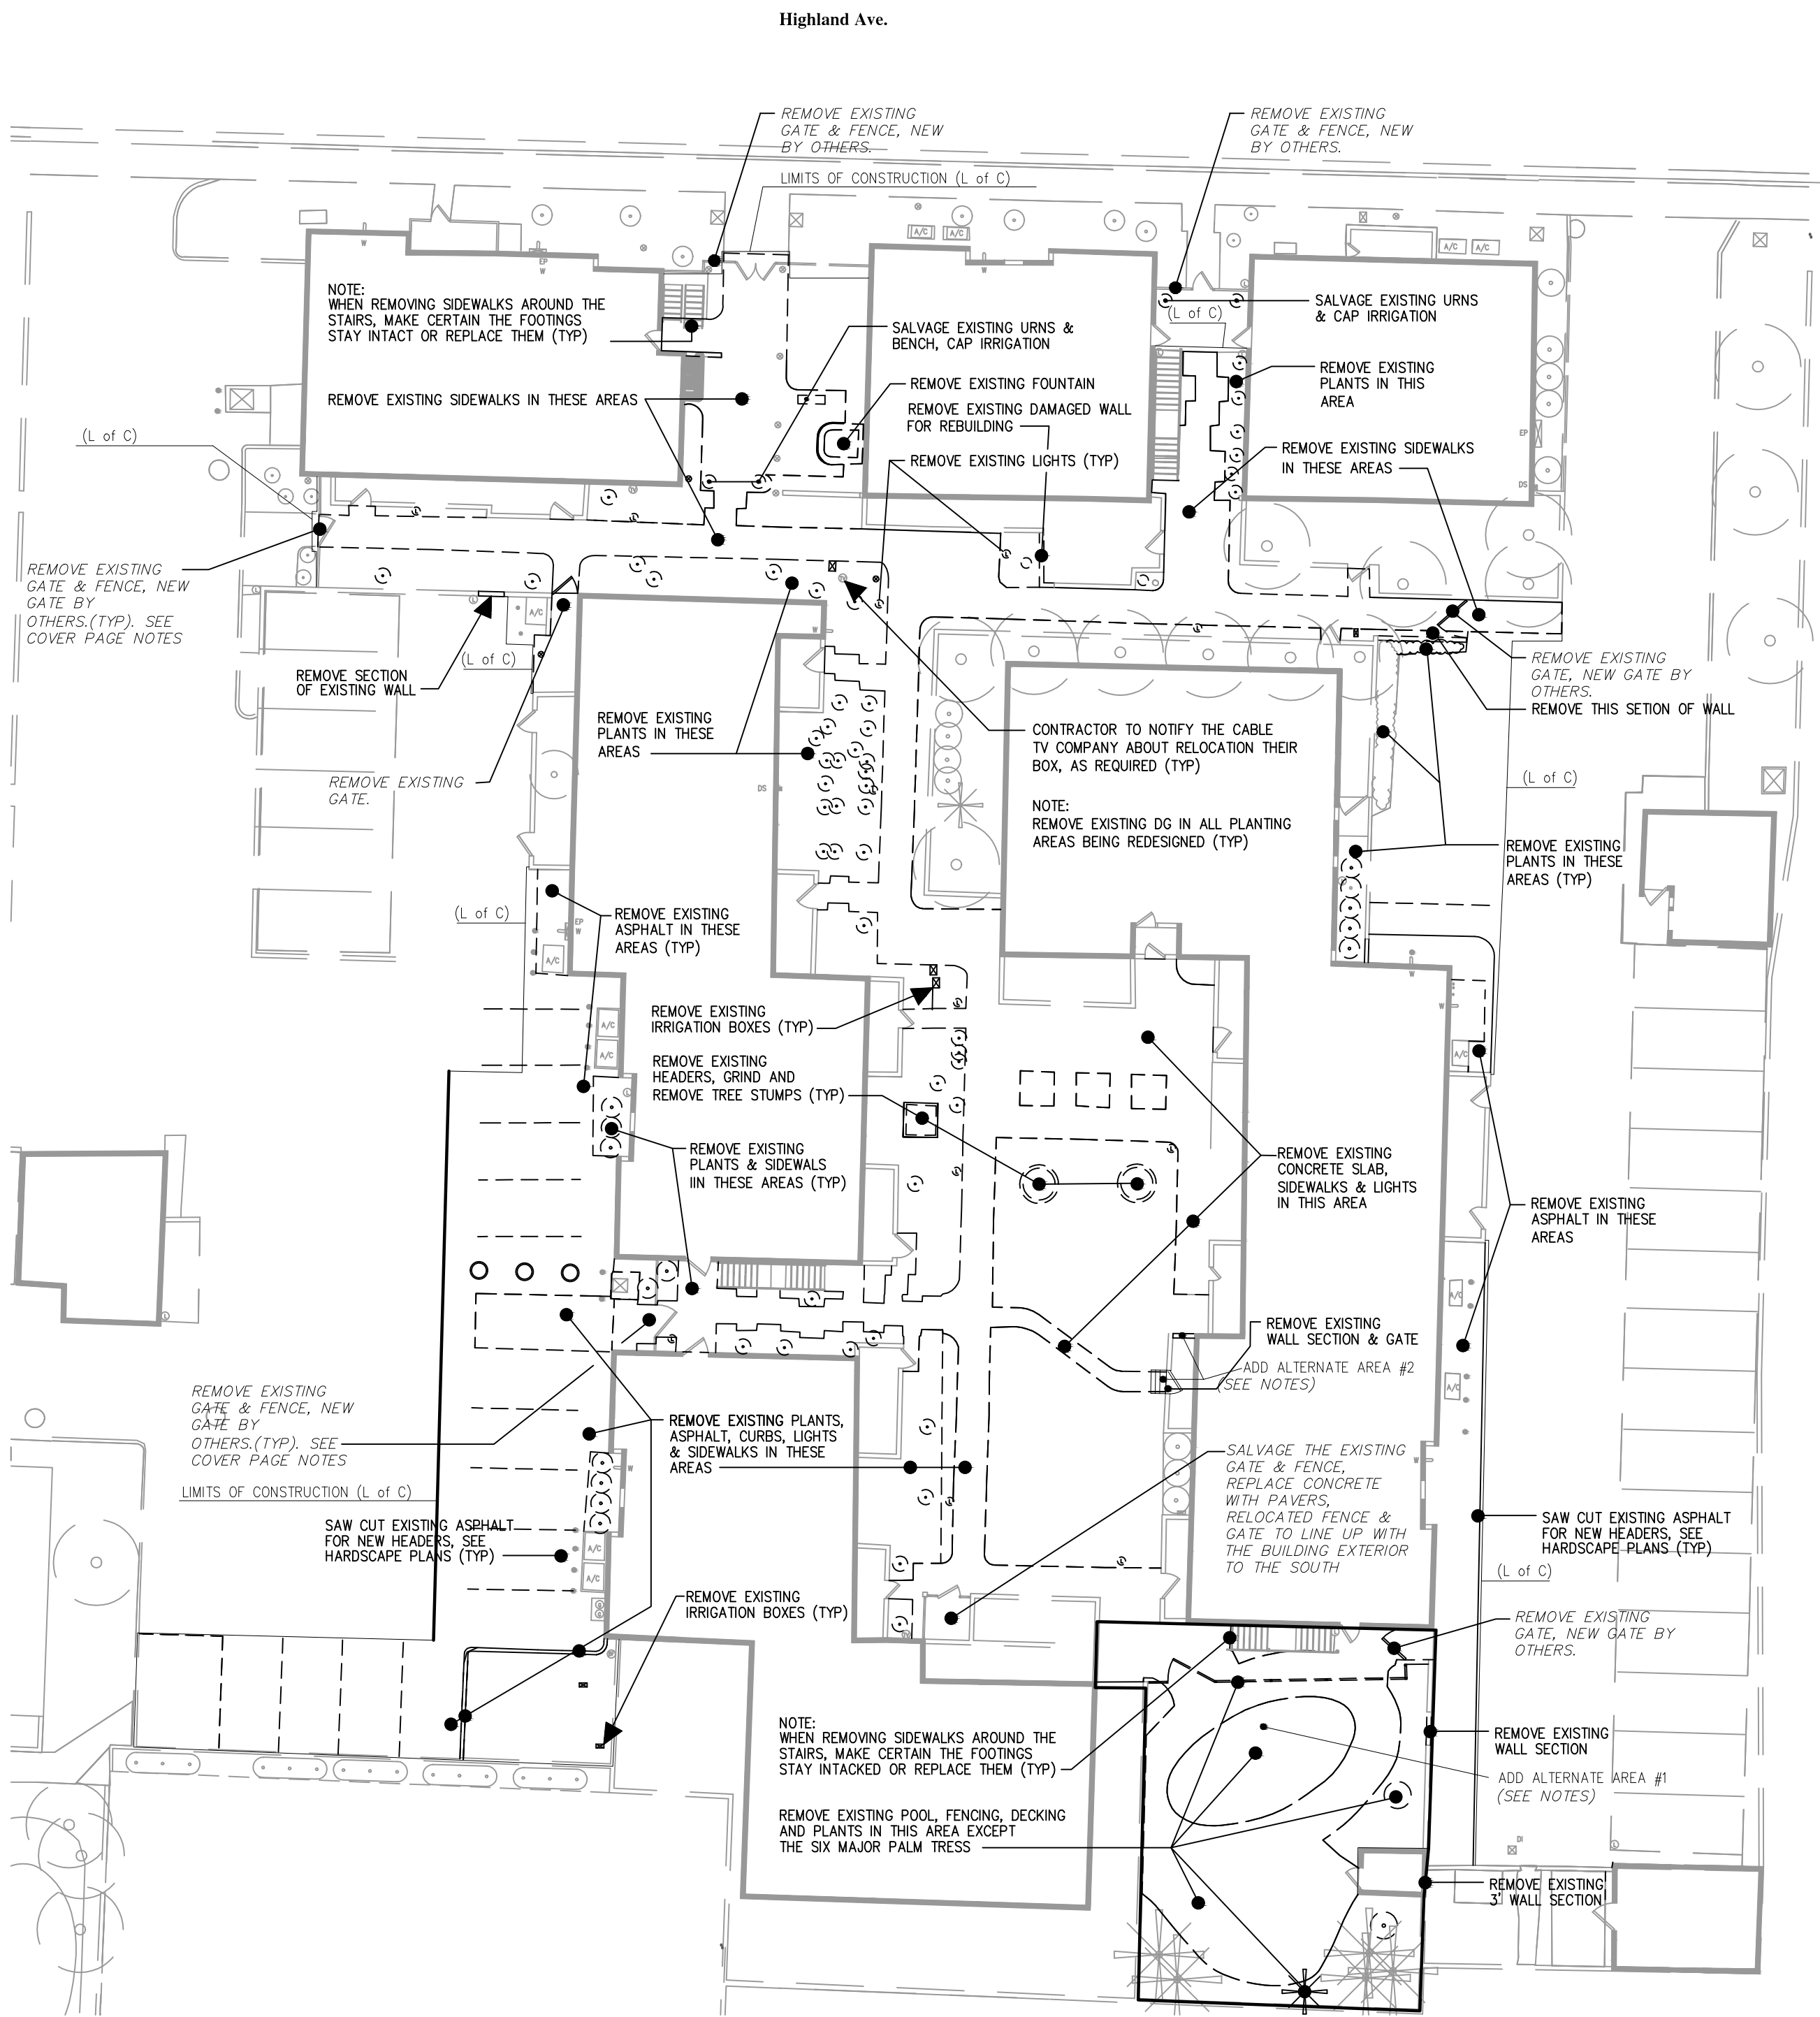 Highland Ave.
REMOVE EXISTING
GATE & FENCE, NEW
BY OTHERS.
REMOVE EXISTING
GATE & FENCE, NEW
BY OTHERS.
LIMITS OF CONSTRUCTION (L of C)
NOTE:
WHEN REMOVING SIDEWALKS AROUND THE
STAIRS, MAKE CERTAIN THE FOOTINGS
STAY INTACT OR REPLACE THEM (TYP)
SALVAGE EXISTING URNS
& CAP IRRIGATION
(L of C)
SALVAGE EXISTING URNS &
BENCH, CAP IRRIGATION
REMOVE EXISTING
PLANTS IN THIS
AREA
REMOVE EXISTING FOUNTAIN
REMOVE EXISTING SIDEWALKS IN THESE AREAS
REMOVE EXISTING DAMAGED WALL
FOR REBUILDING
(L of C)
REMOVE EXISTING SIDEWALKS
IN THESE AREAS
REMOVE EXISTING LIGHTS (TYP)
REMOVE EXISTING
GATE & FENCE, NEW
GATE BY
OTHERS.(TYP). SEE
COVER PAGE NOTES
(L of C)
REMOVE SECTION
OF EXISTING WALL
REMOVE EXISTING
GATE, NEW GATE BY
OTHERS.
REMOVE THIS SETION OF WALL
REMOVE EXISTING
PLANTS IN THESE
AREAS
CONTRACTOR TO NOTIFY THE CABLE
TV COMPANY ABOUT RELOCATION THEIR
BOX, AS REQUIRED (TYP)
NOTE:
REMOVE EXISTING DG IN ALL PLANTING
AREAS BEING REDESIGNED (TYP)
REMOVE EXISTING
GATE.
(L of C)
REMOVE EXISTING
PLANTS IN THESE
AREAS (TYP)
(L of C)
REMOVE EXISTING
ASPHALT IN THESE
AREAS (TYP)
REMOVE EXISTING
IRRIGATION BOXES (TYP)
REMOVE EXISTING
HEADERS, GRIND AND
REMOVE TREE STUMPS (TYP)
REMOVE EXISTING
PLANTS & SIDEWALS
IIN THESE AREAS (TYP)
REMOVE EXISTING
CONCRETE SLAB,
SIDEWALKS & LIGHTS
IN THIS AREA
REMOVE EXISTING
ASPHALT IN THESE
AREAS
REMOVE EXISTING
WALL SECTION & GATE
ADD ALTERNATE AREA #2
(SEE NOTES)
REMOVE EXISTING
GATE & FENCE, NEW
GATE BY
OTHERS.(TYP). SEE
COVER PAGE NOTES
REMOVE EXISTING PLANTS,
ASPHALT, CURBS, LIGHTS
& SIDEWALKS IN THESE
AREAS
SALVAGE THE EXISTING
GATE & FENCE,
REPLACE CONCRETE
WITH PAVERS,
RELOCATED FENCE &
GATE TO LINE UP WITH
THE BUILDING EXTERIOR
TO THE SOUTH
LIMITS OF CONSTRUCTION (L of C)
SAW CUT EXISTING ASPHALT
FOR NEW HEADERS, SEE
HARDSCAPE PLANS (TYP)
SAW CUT EXISTING ASPHALT
FOR NEW HEADERS, SEE
HARDSCAPE PLANS (TYP)
(L of C)
REMOVE EXISTING
IRRIGATION BOXES (TYP)
REMOVE EXISTING
GATE, NEW GATE BY
OTHERS.
NOTE:
WHEN REMOVING SIDEWALKS AROUND THE
STAIRS, MAKE CERTAIN THE FOOTINGS
STAY INTACKED OR REPLACE THEM (TYP)
REMOVE EXISTING
WALL SECTION
ADD ALTERNATE AREA #1
(SEE NOTES)
REMOVE EXISTING POOL, FENCING, DECKING
AND PLANTS IN THIS AREA EXCEPT
THE SIX MAJOR PALM TRESS
REMOVE EXISTING
3' WALL SECTION